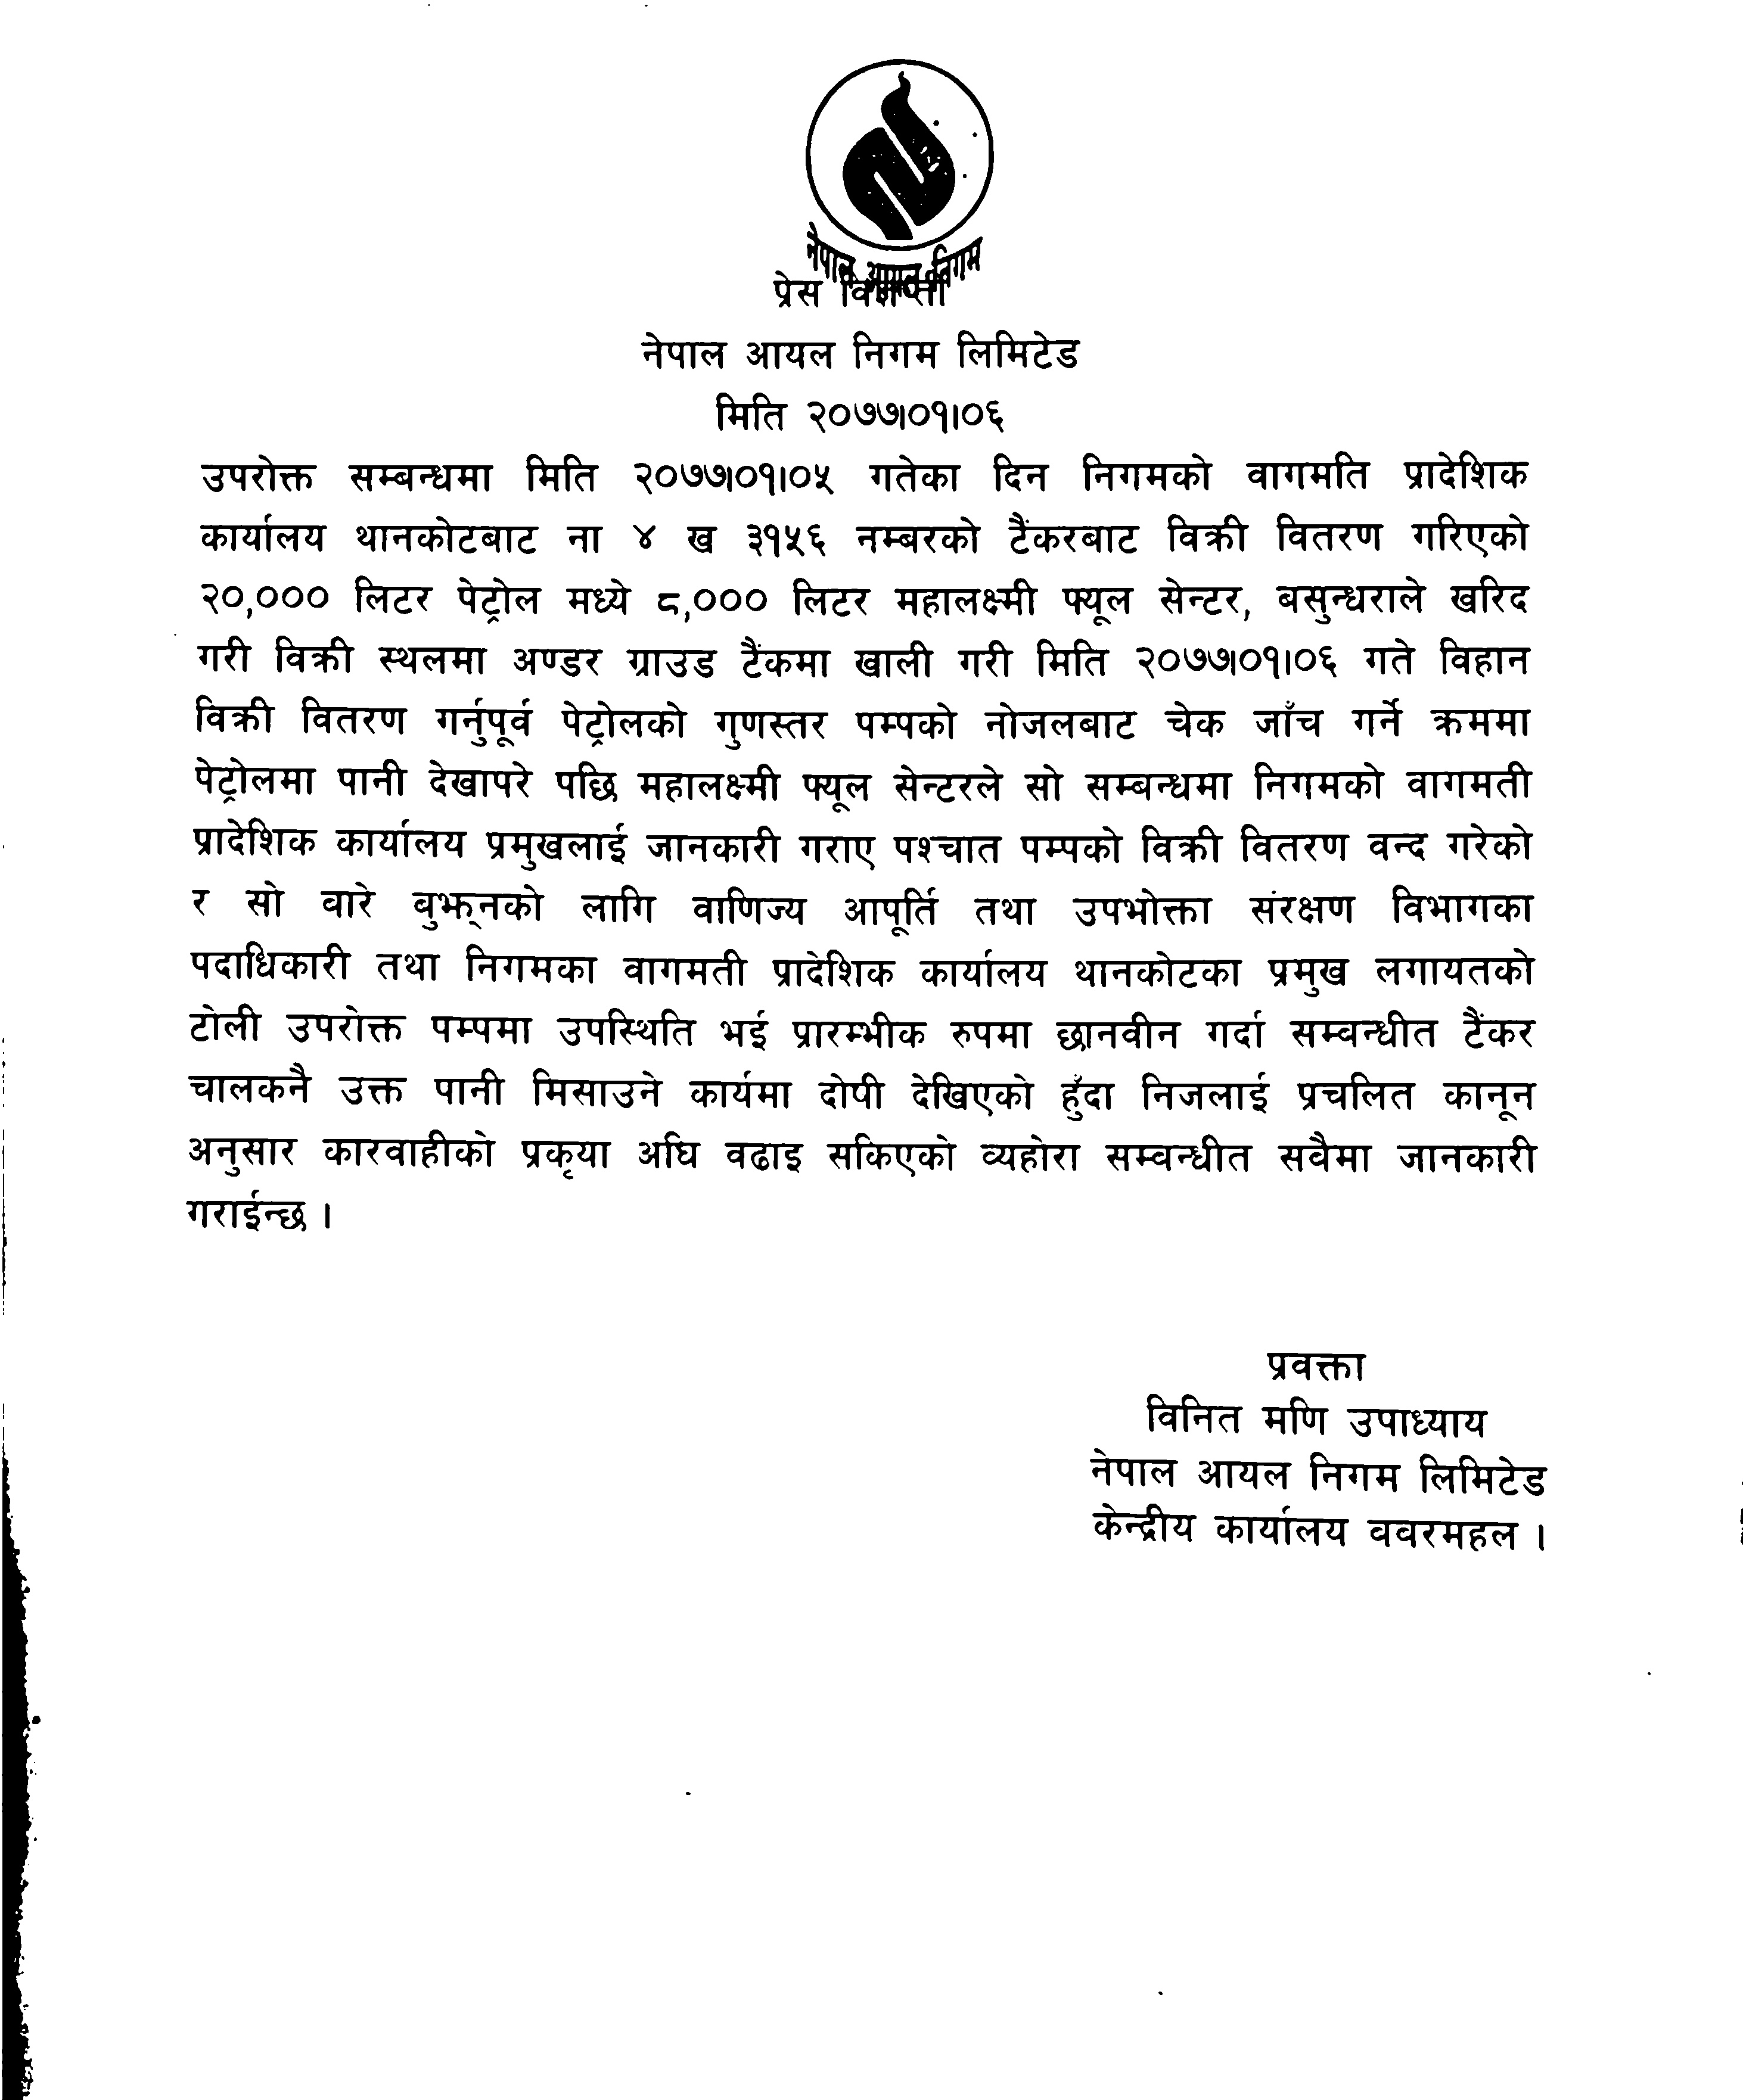 नेपाल आयल निगम
प्रेस विज्ञप्ती
नेपाल आयल निगम लिमिटेड
मिति २०७७।०१।०६
उपरोक्त सम्बन्धमा मिति २०७७।०१।०५ गतेका दिन निगमको वागमति प्रादेशिक
कार्यालय थानकोटबाट ना ४ ख ३१५६ नम्बरको टैंकरबाट विक्री वितरण गरिएको
२०,००० लिटर पेट्रोल मध्ये ८,००० लिटर महालक्ष्मी फ्यूल सेन्टर, बसुन्धराले खरिद
गरी विक्री स्थलमा अण्डर ग्राउड टैंकमा खाली गरी मिति २०७७।०१।०६ गते विहान
विक्री वितरण गर्नुपूर्व पेट्रोलको गुणस्तर पम्पको नोजलबाट चेक जाँच गर्ने क्रममा
पेट्रोलमा पानी देखापरे पछि महालक्ष्मी फ्यूल सेन्टरले सो सम्बन्धमा निगमको वागमती
प्रादेशिक कार्यालय प्रमुखलाई जानकारी गराए पश्चात पम्पको विक्री वितरण वन्द गरेको
र सो वारे वुझ्नको लागि वाणिज्य आपूर्ति तथा उपभोक्ता संरक्षण विभागका
पदाधिकारी तथा निगमका वागमती प्रादेशिक कार्यालय थानकोटका प्रमुख लगायतको
टोली उपरोक्त पम्पमा उपस्थिति भई प्रारम्भीक रुपमा छानवीन गर्दा सम्वन्धीत टैंकर
चालकनै उक्त पानी मिसाउने कार्यमा दोषी देखिएको हुँदा निजलाई प्रचलित कानून
अनुसार कारवाहीको प्रकृया अघि वढाइ सकिएको व्यहोरा सम्वन्धीत सवैमा जानकारी
गराईन्छ ।
प्रवक्ता
विनित मणि उपाध्याय
नेपाल आयल निगम लिमिटेड
केन्द्रीय कार्यालय ववरमहल ।